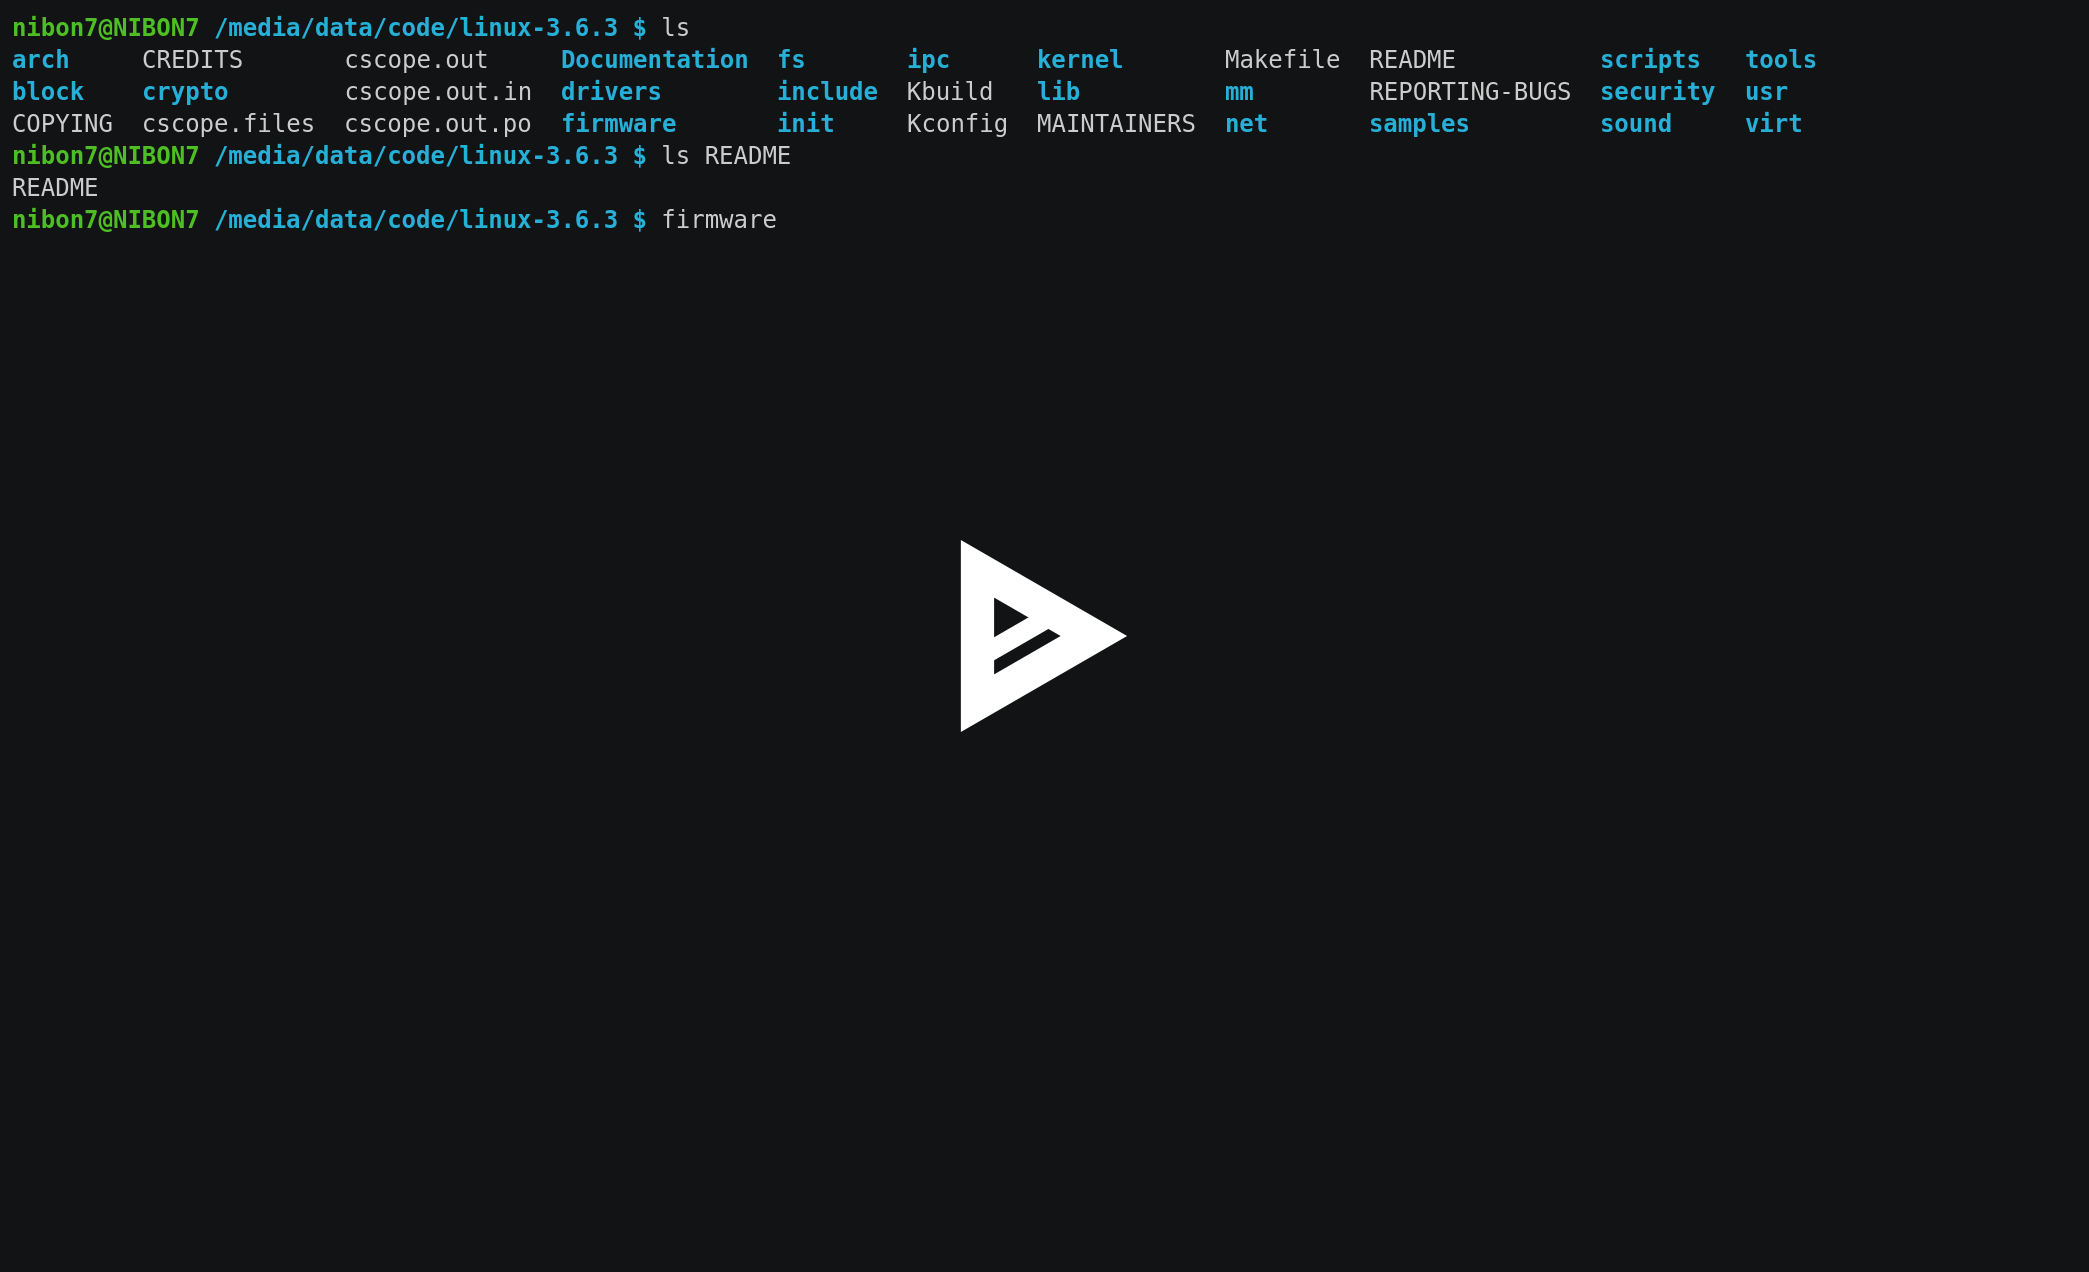 nibon7@NIBON7 /media/data/code/linux-3.6.3 $ ls
arch     CREDITS       cscope.out     Documentation  fs       ipc      kernel       Makefile  README          scripts   tools
block    crypto        cscope.out.in  drivers        include  Kbuild   lib          mm        REPORTING-BUGS  security  usr
COPYING  cscope.files  cscope.out.po  firmware       init     Kconfig  MAINTAINERS  net       samples         sound     virt
nibon7@NIBON7 /media/data/code/linux-3.6.3 $ ls README
README
nibon7@NIBON7 /media/data/code/linux-3.6.3 $ firmware